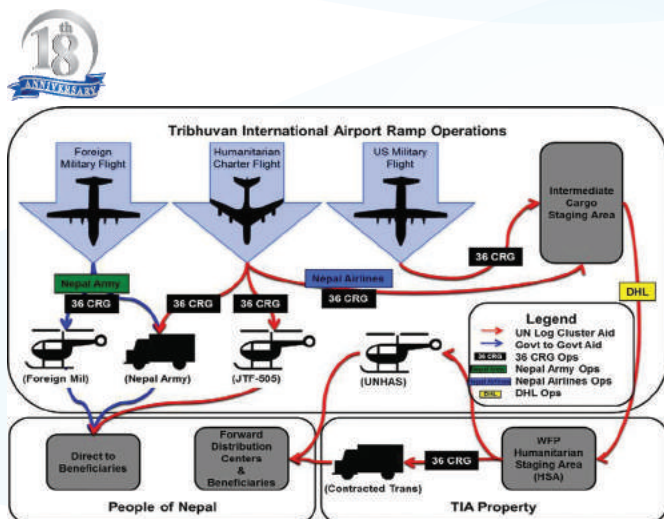 18th
ANNIVERSARY
Tribhuvan International Airport Ramp Operations
Foreign
Military Flight
Humanitarian
Charter Flight
US Military
Flight
Intermediate
Cargo
Staging Area
Nepal Army
36 CRG
36 CRG
36 CRG
Nepal Airlines
36 CRG
36 CRG
DHL
(Foreign Mil)
(Nepal Army)
(JTF-505)
(UNHAS)
Legend
UN Log Cluster Aid
Govt to Govt Aid
36 CRG 36 CRG Ops
Nepal Army Ops
Nepal Airlines Ops
DHL DHL Ops
Direct to
Beneficiaries
Forward
Distribution
Centers
&
Beneficiaries
(Contracted Trans)
36 CRG
WFP
Humanitarian
Staging Area
(HSA)
People of Nepal
TIA Property